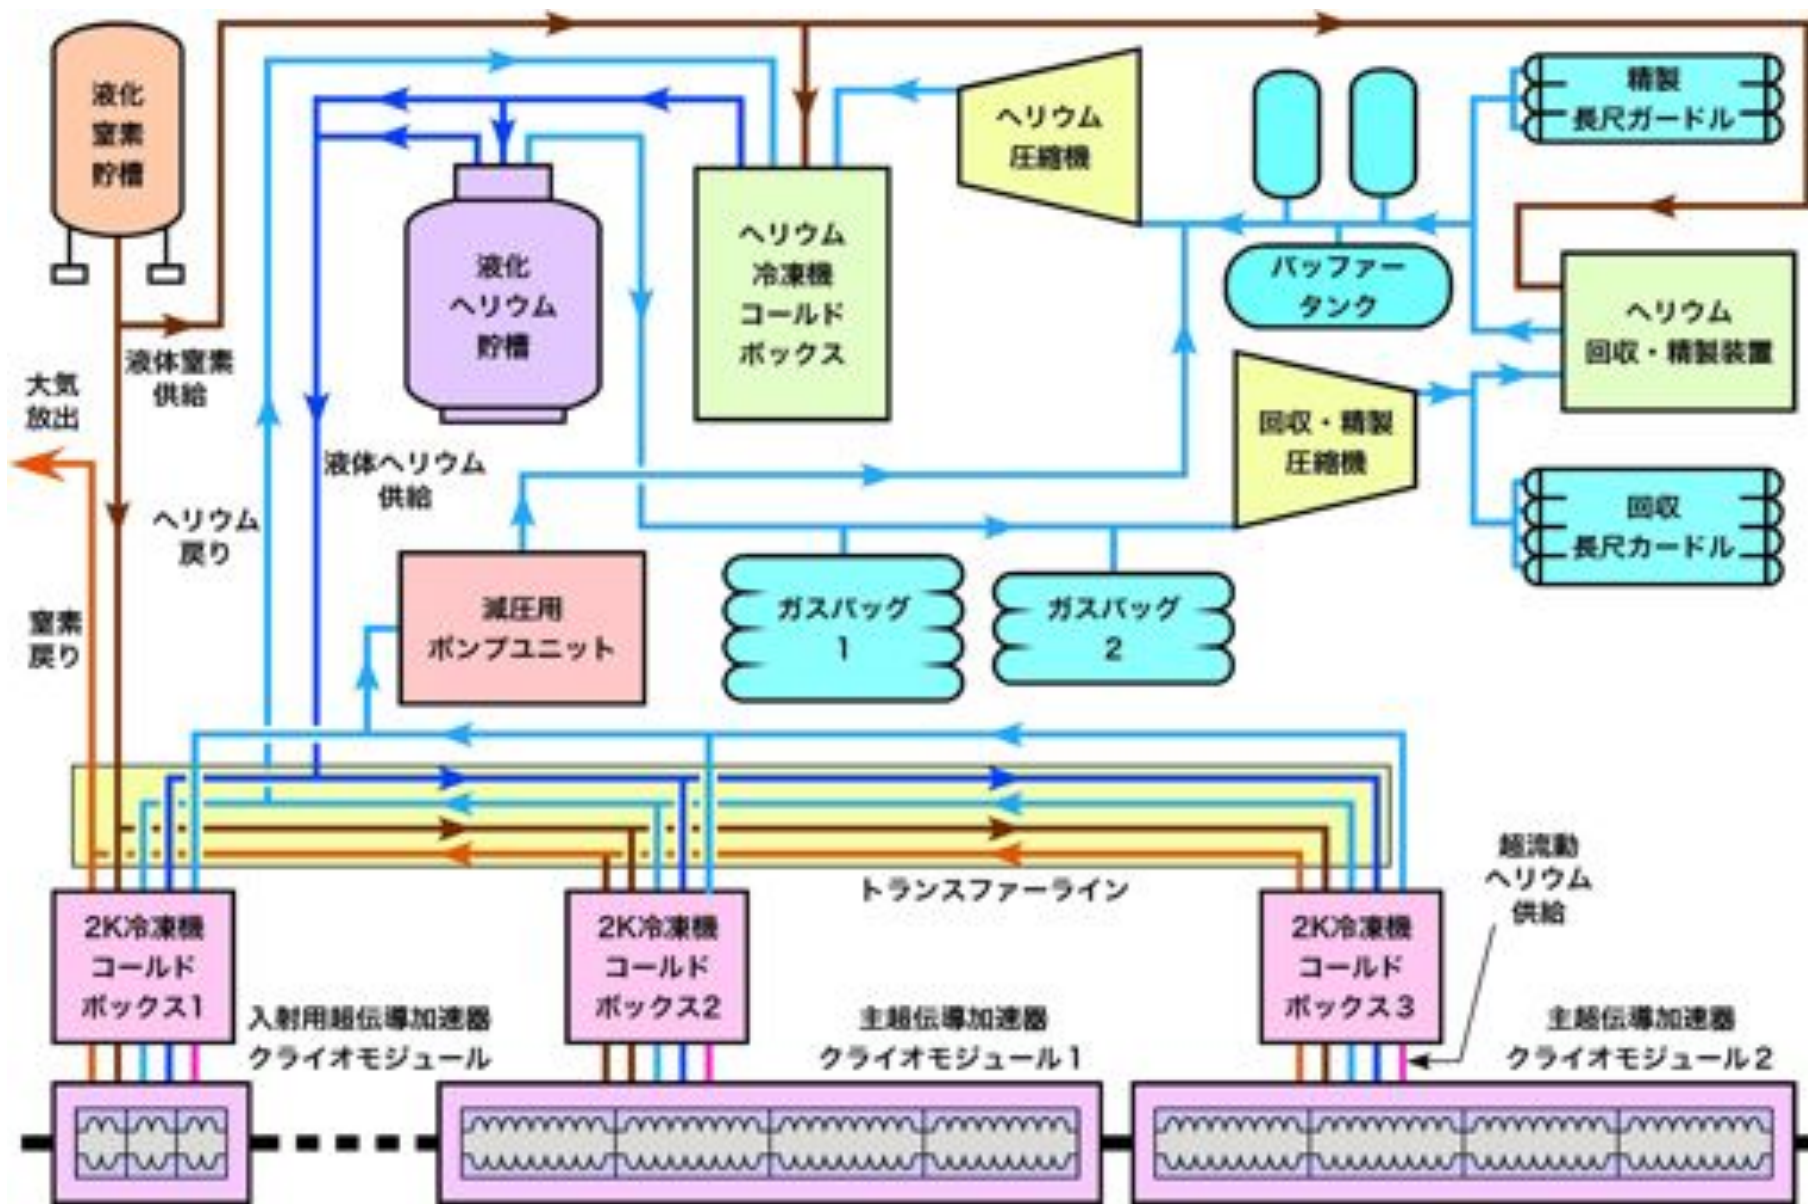 液化
窒素
貯槽
液化
ヘリウム
貯槽
ヘリウム
冷凍機
コールド
ボックス
ヘリウム
圧縮機
バッファー
タンク
精製
長尺ガードル
ヘリウム
回収・精製装置
回収・精製
圧縮機
回収
長尺カードル
液体窒素
供給
大気
放出
液体ヘリウム
供給
ヘリウム
戻り
窒素
戻り
減圧用
ポンプユニット
ガスバッグ
1
ガスバッグ
2
トランスファーライン
超流動
ヘリウム
供給
2K冷凍機
コールド
ボックス1
2K冷凍機
コールド
ボックス2
2K冷凍機
コールド
ボックス3
入射用超伝導加速器
クライオモジュール
主超伝導加速器
クライオモジュール1
主超伝導加速器
クライオモジュール2